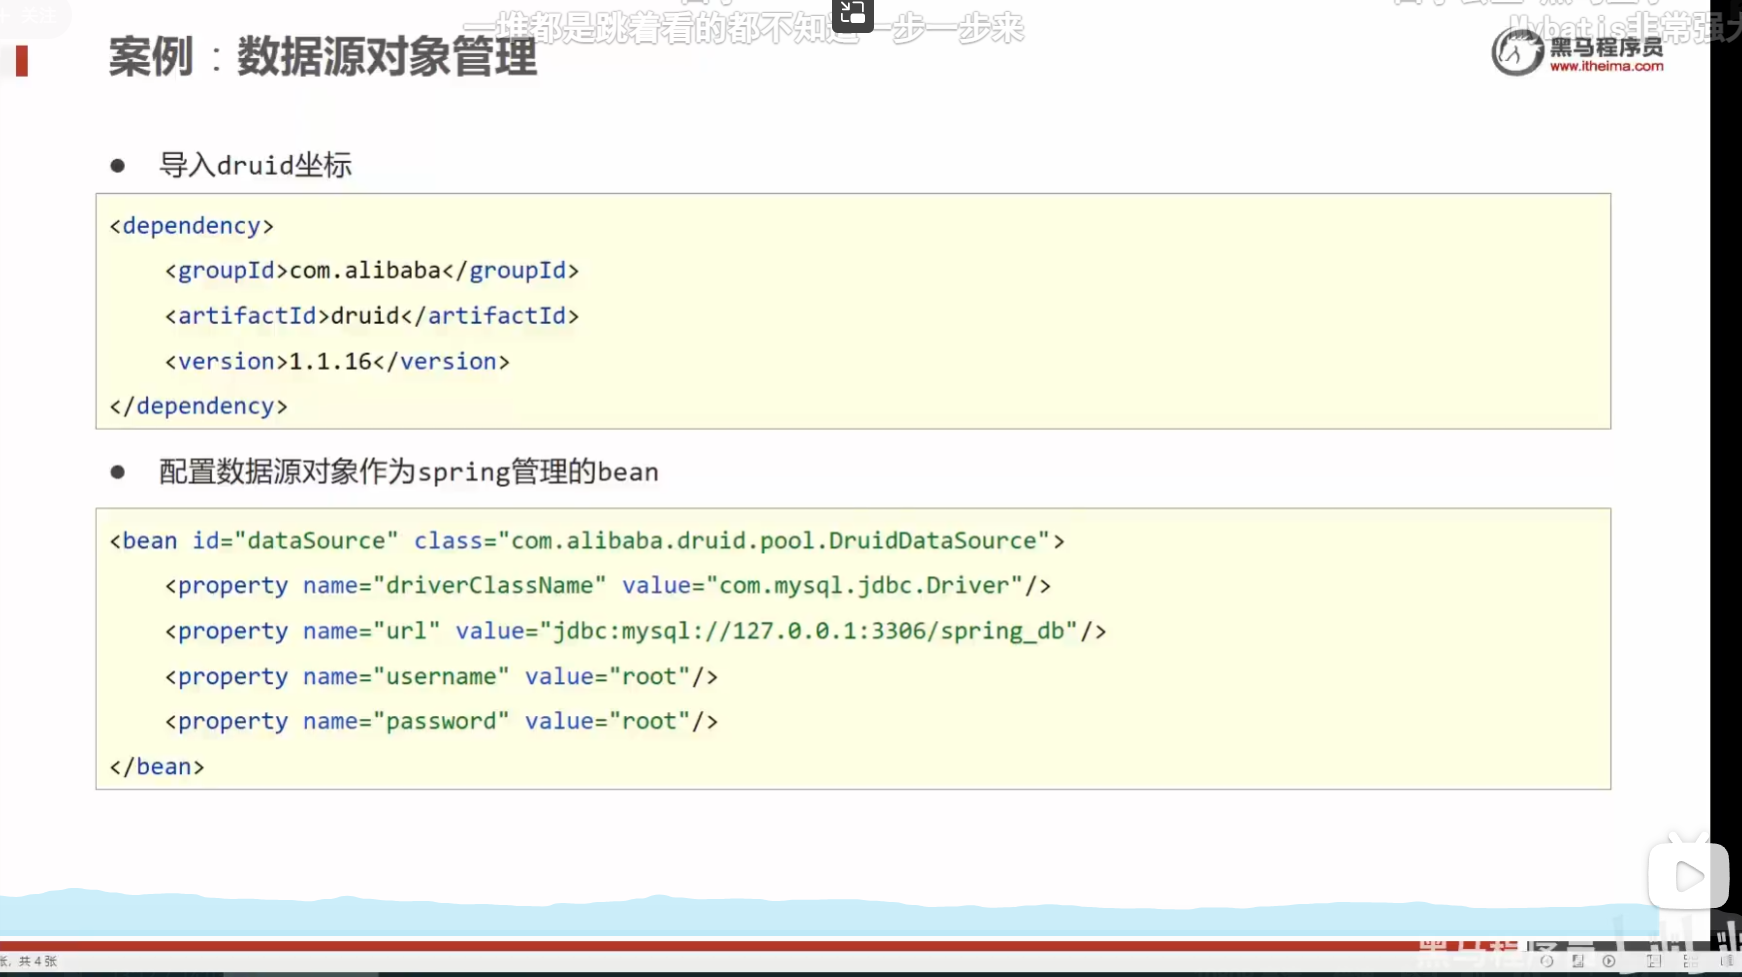 一堆都是跳着看的都不知道一步一步来
Mybatis非常强大
案例：数据源对象管理
黑马程序员
www.itheima.com
● 导入druid坐标
<dependency>
<groupId>com.alibaba</groupId>
<artifactId>druid</artifactId>
<version>1.1.16</version>
</dependency>
● 配置数据源对象作为spring管理的bean
<bean id="dataSource" class="com.alibaba.druid.pool.DruidDataSource">
<property name="driverClassName" value="com.mysql.jdbc.Driver"/>
<property name="url" value="jdbc:mysql://127.0.0.1:3306/spring_db"/>
<property name="username" value="root"/>
<property name="password" value="root"/>
</bean>
张，共 4 张